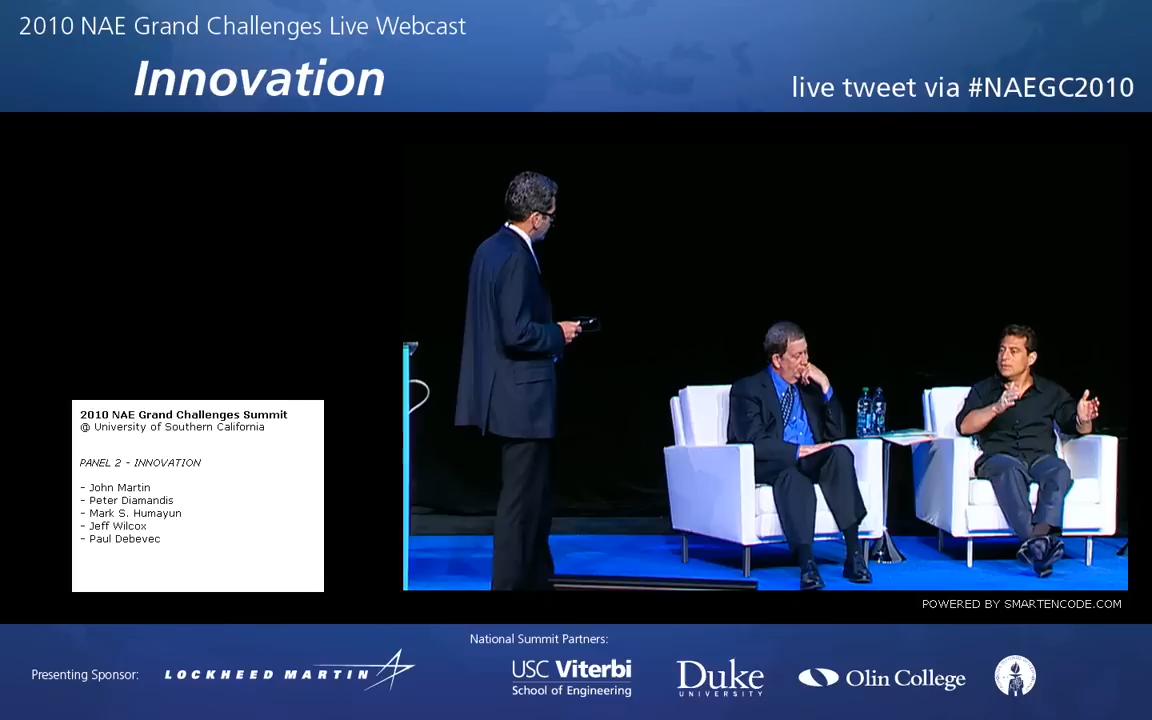 2010 NAE Grand Challenges Live Webcast
Innovation
live tweet via #NAEGC2010
2010 NAE Grand Challenges Summit
@ University of Southern California
PANEL 2 - INNOVATION
- John Martin
- Peter Diamandis
- Mark S. Humayun
- Jeff Wilcox
- Paul Debevec
POWERED BY SMARTENCODE.COM
National Summit Partners:
Presenting Sponsor:
LOCKHEED MARTIN
USC Viterbi
School of Engineering
Duke
UNIVERSITY
Olin College